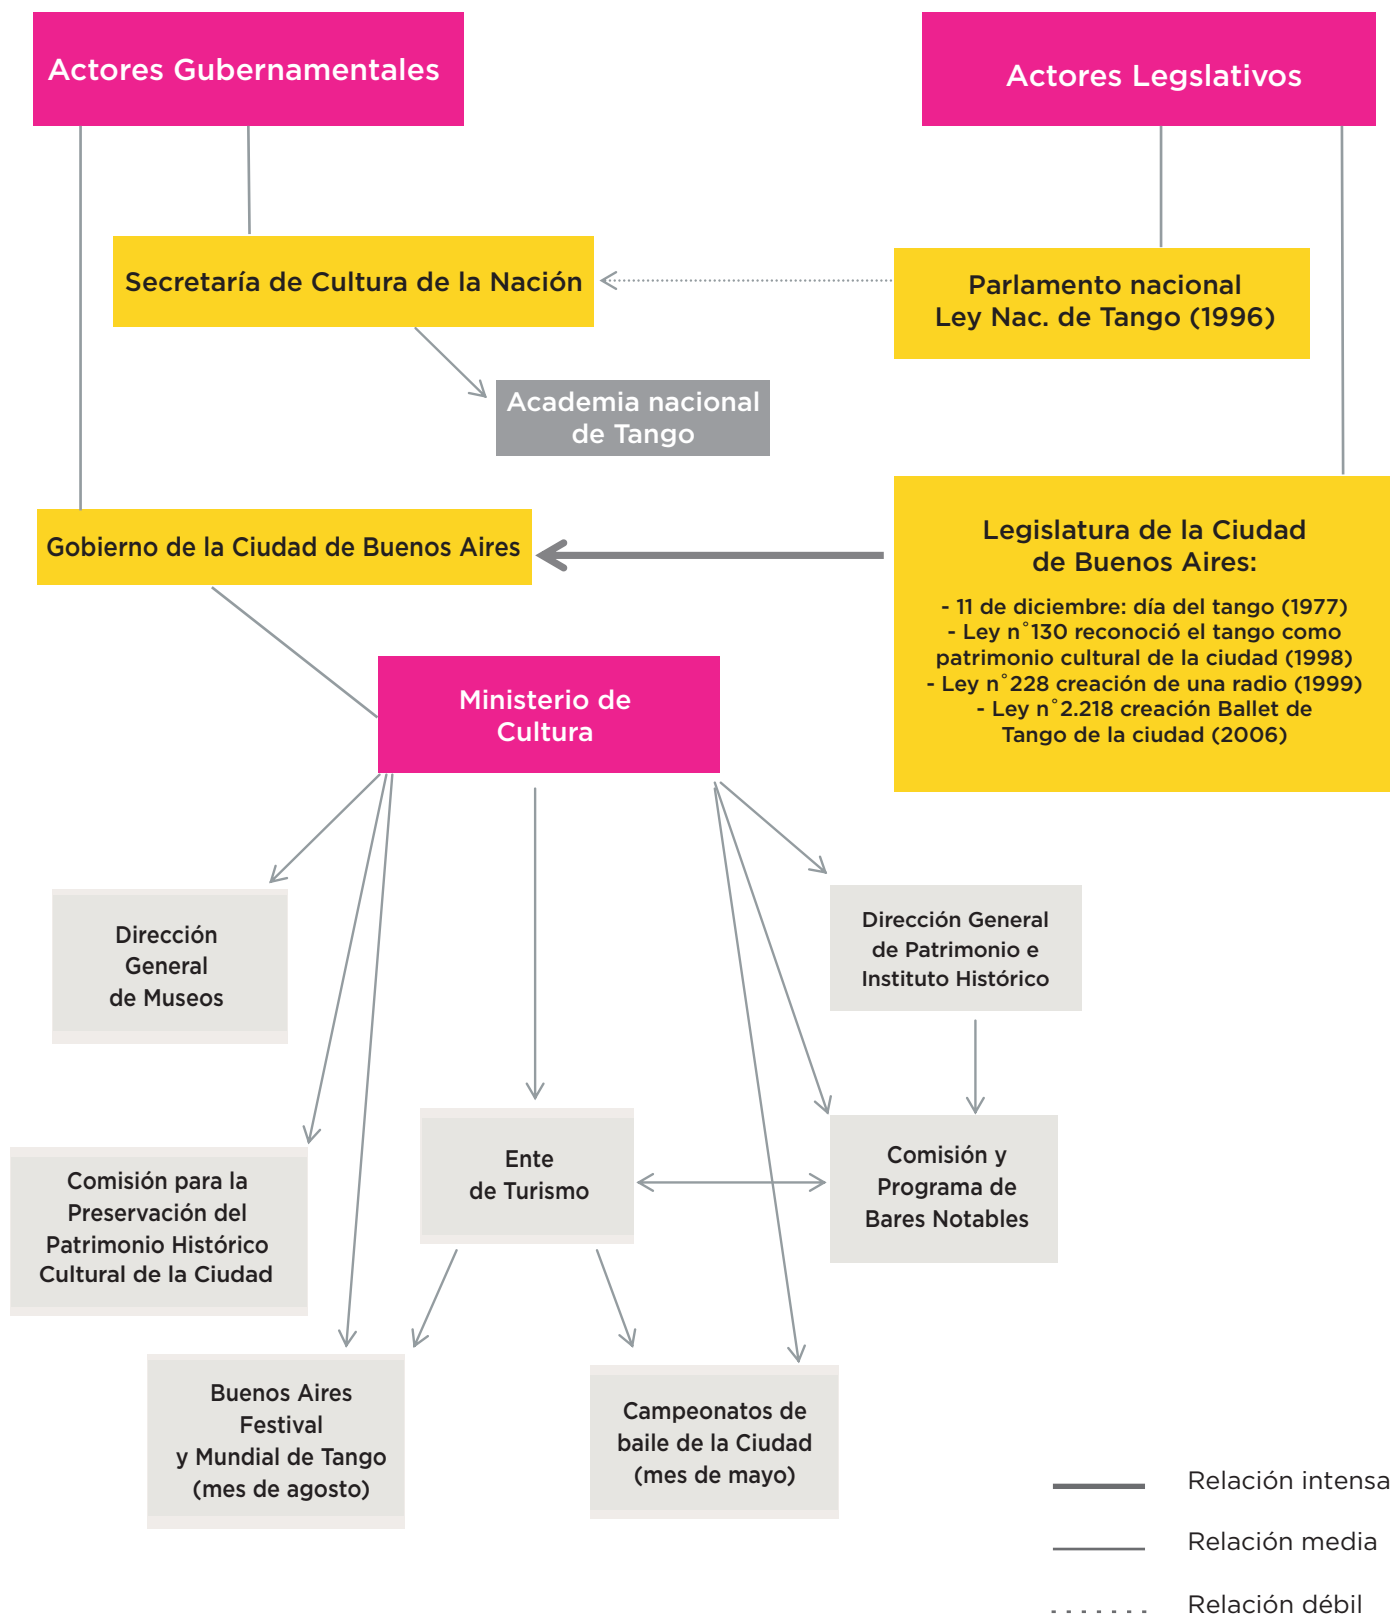 Actores Gubernamentales
Actores Legslativos
Secretaría de Cultura de la Nación
Parlamento nacional
Ley Nac. de Tango (1996)
Academia nacional
de Tango
Gobierno de la Ciudad de Buenos Aires
Legislatura de la Ciudad
de Buenos Aires:
- 11 de diciembre: día del tango (1977)
- Ley n°130 reconoció el tango como
patrimonio cultural de la ciudad (1998)
- Ley n°228 creación de una radio (1999)
- Ley n°2.218 creación Ballet de
Tango de la ciudad (2006)
Ministerio de
Cultura
Dirección
General
de Museos
Dirección General
de Patrimonio e
Instituto Histórico
Comisión para la
Preservación del
Patrimonio Histórico
Cultural de la Ciudad
Ente
de Turismo
Comisión y
Programa de
Bares Notables
Buenos Aires
Festival
y Mundial de Tango
(mes de agosto)
Campeonatos de
baile de la Ciudad
(mes de mayo)
Relación intensa
Relación media
Relación débil